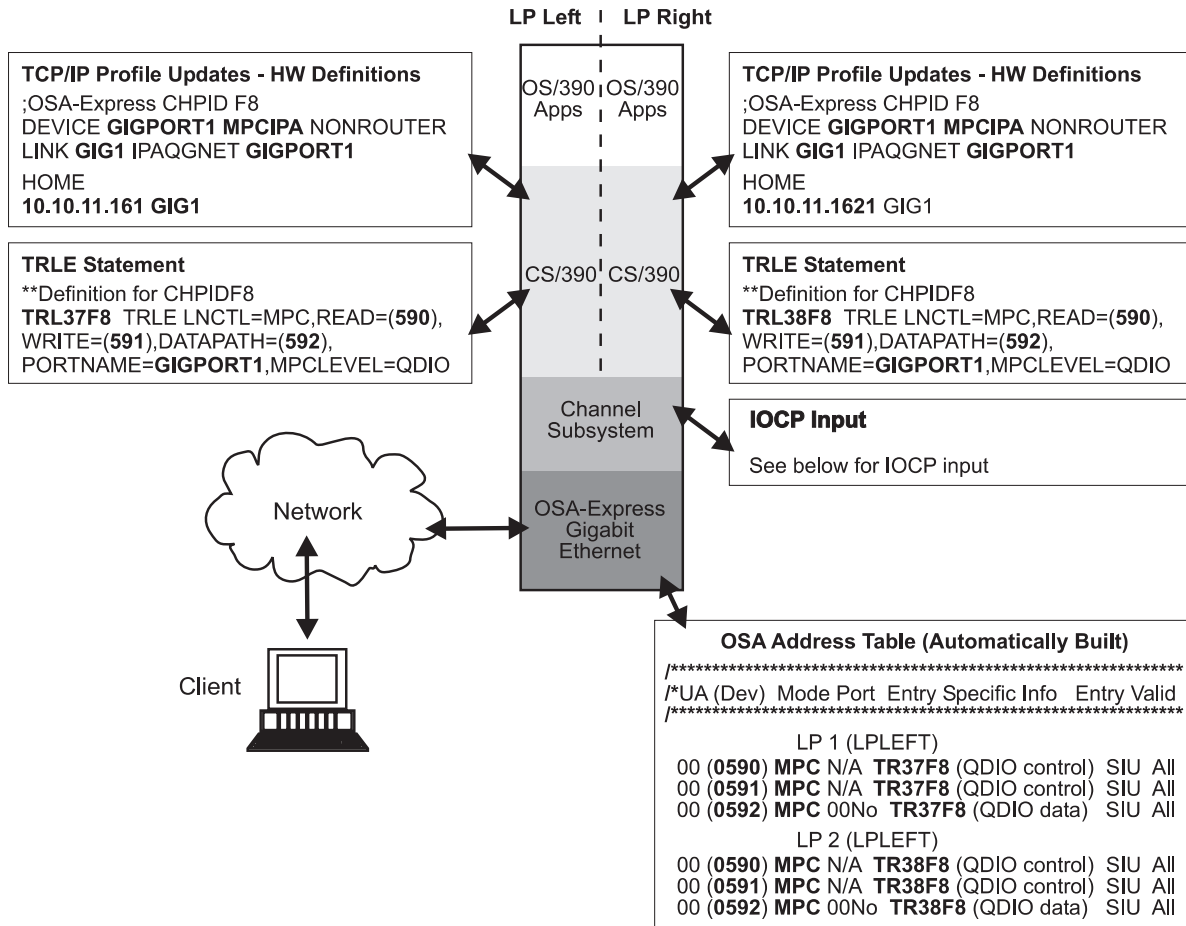 LP Left LP Right
TCP/IP Profile Updates - HW Definitions
;OSA-Express CHPID F8
DEVICE GIGPORT1 MPCIPA NONROUTER
LINK GIG1 IPAQGNET GIGPORT1
HOME
10.10.11.161 GIG1
TRLE Statement
**Definition for CHPIDF8
TRL37F8 TRLE LNCTL=MPC,READ=(590),
WRITE=(591),DATAPATH=(592),
PORTNAME=GIGPORT1,MPCLEVEL=QDIO
OS/390 OS/390
Apps Apps
CS/390 CS/390
Channel
Subsystem
OSA-Express
Gigabit
Ethernet
TCP/IP Profile Updates - HW Definitions
;OSA-Express CHPID F8
DEVICE GIGPORT1 MPCIPA NONROUTER
LINK GIG1 IPAQGNET GIGPORT1
HOME
10.10.11.1621 GIG1
TRLE Statement
**Definition for CHPIDF8
TRL38F8 TRLE LNCTL=MPC,READ=(590),
WRITE=(591),DATAPATH=(592),
PORTNAME=GIGPORT1,MPCLEVEL=QDIO
IOCP Input
See below for IOCP input
Network
Client
OSA Address Table (Automatically Built)
/***************************************************************
/*UA (Dev) Mode Port Entry Specific Info Entry Valid
/***************************************************************
LP 1 (LPLEFT)
00 (0590) MPC N/A TR37F8 (QDIO control) SIU All
00 (0591) MPC N/A TR37F8 (QDIO control) SIU All
00 (0592) MPC 00No TR37F8 (QDIO data) SIU All
LP 2 (LPLEFT)
00 (0590) MPC N/A TR38F8 (QDIO control) SIU All
00 (0591) MPC N/A TR38F8 (QDIO control) SIU All
00 (0592) MPC 00No TR38F8 (QDIO data) SIU All